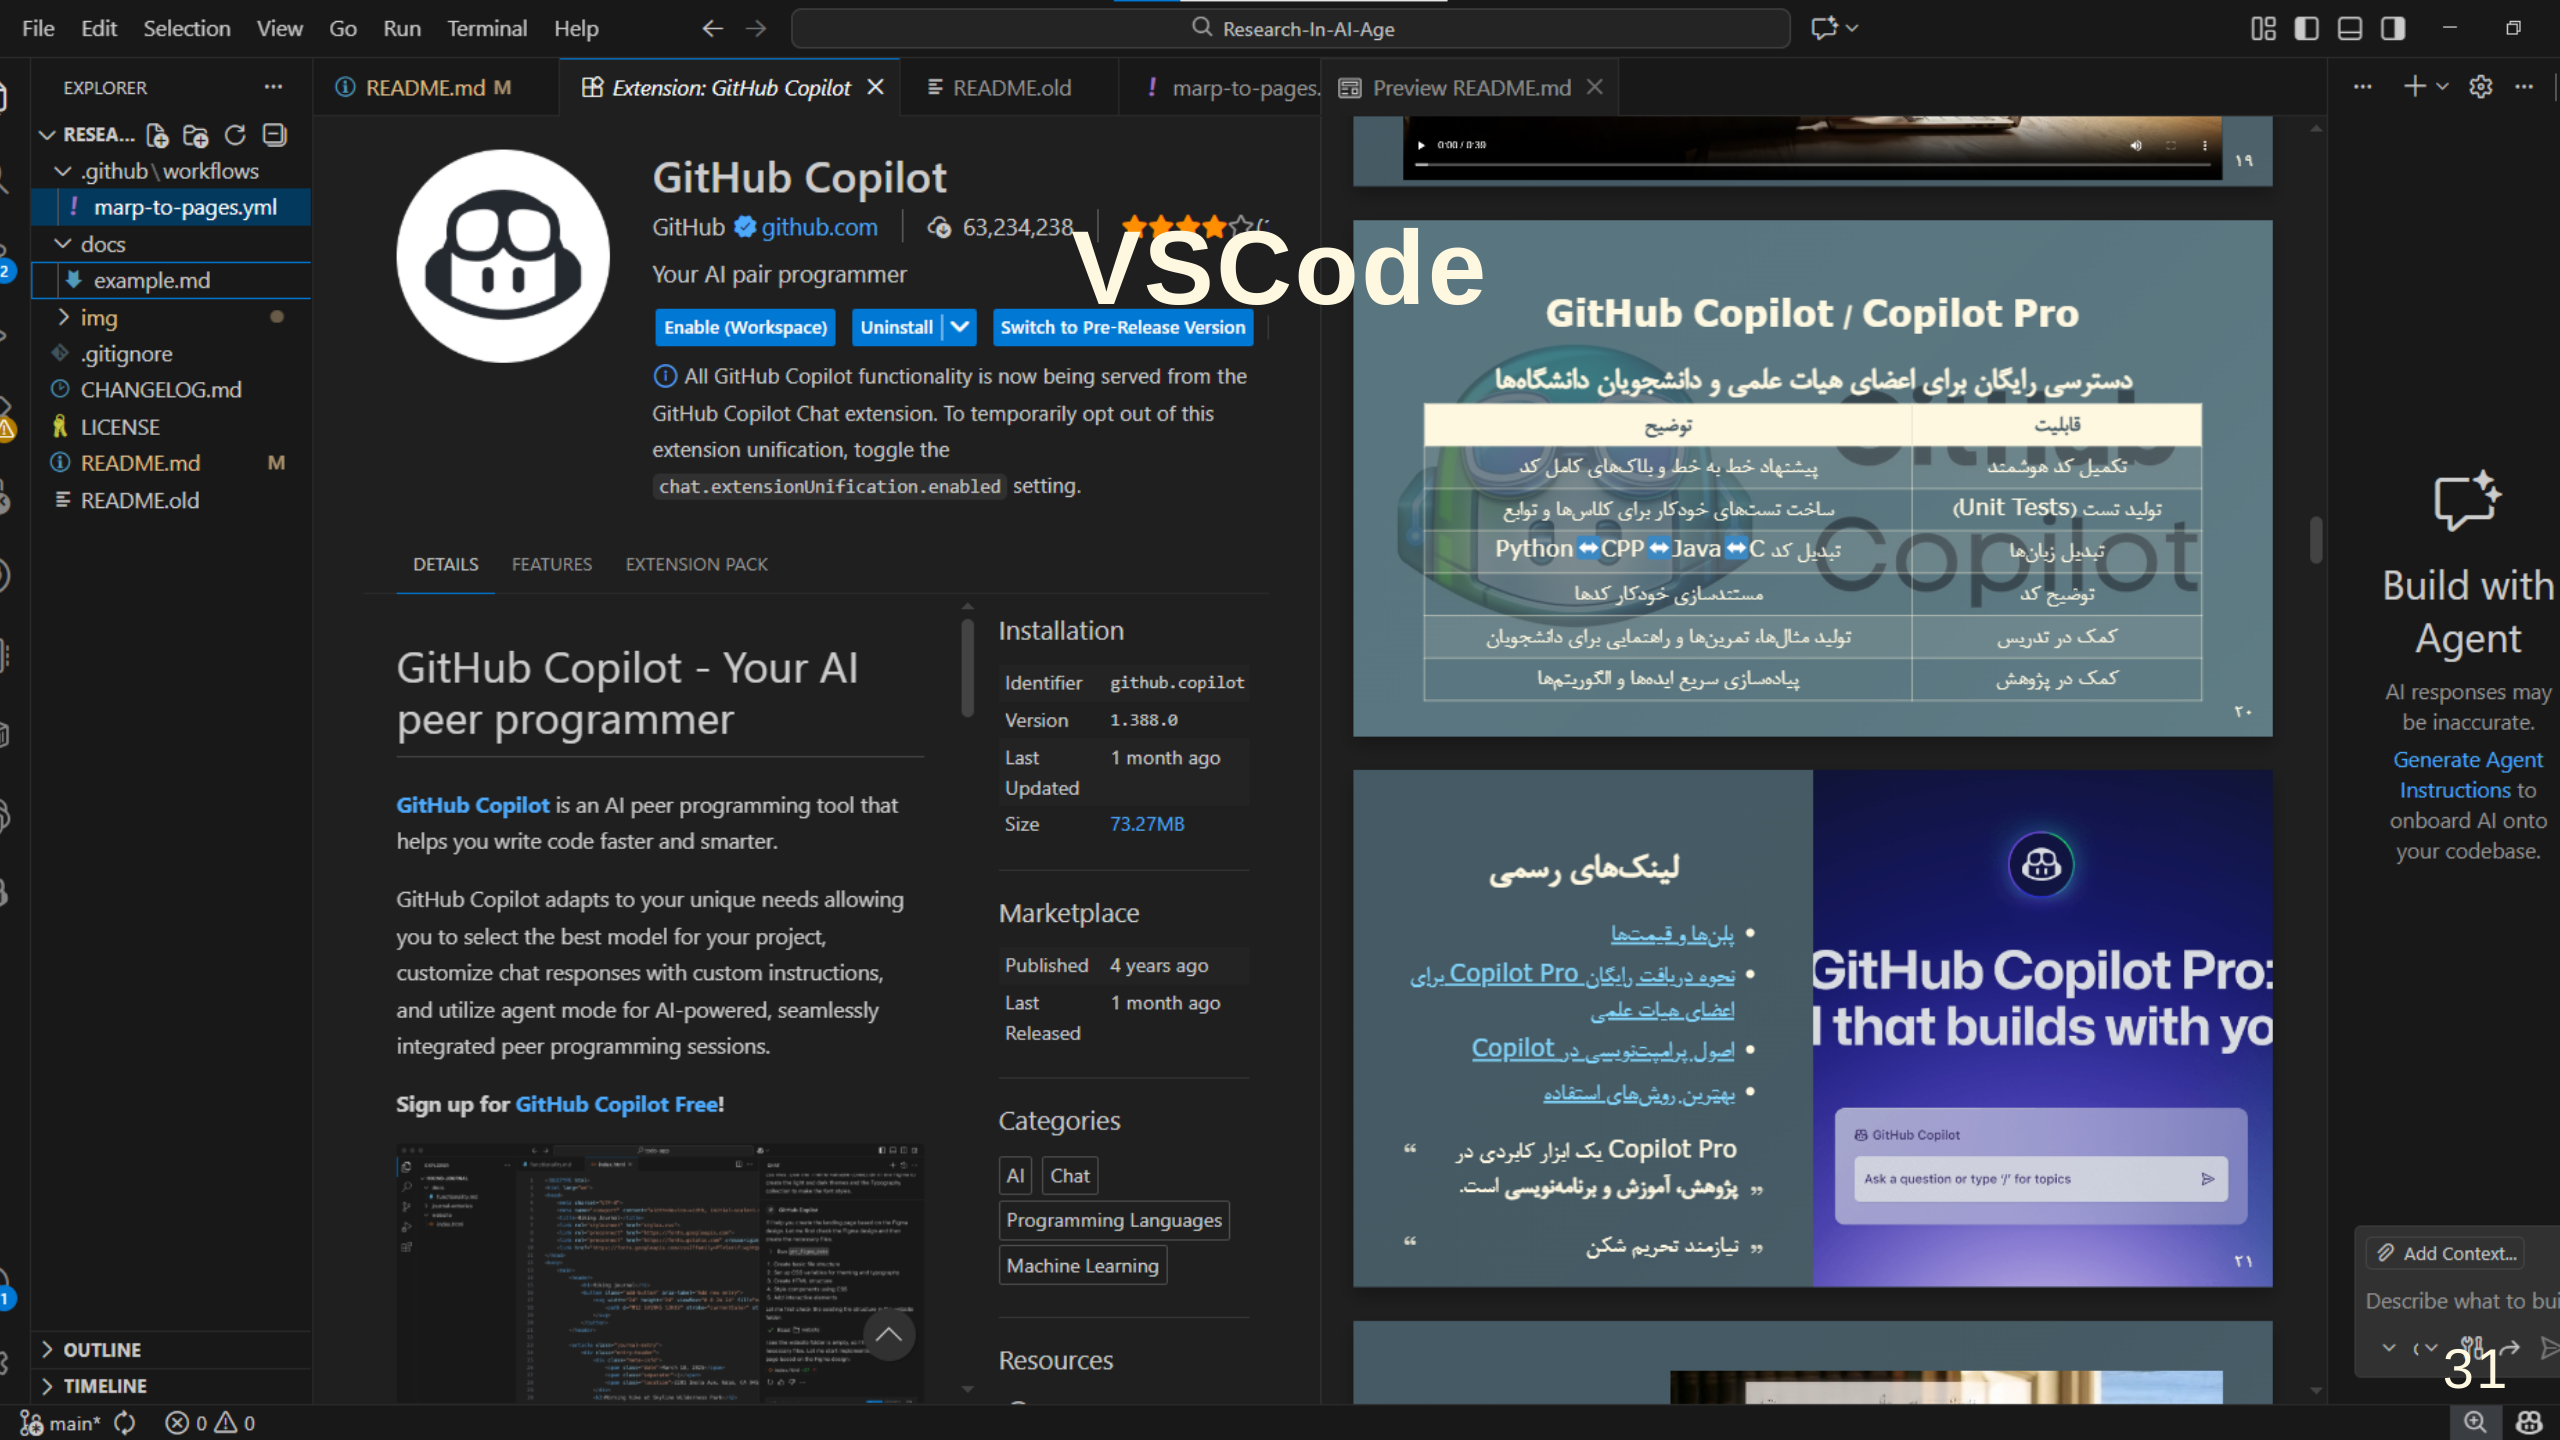 File Edit Selection View Go Run Terminal Help
Research-In-AI-Age
EXPLORER
RESEA...
.github\workflows
marp-to-pages.yml
docs
example.md
img
.gitignore
CHANGELOG.md
LICENSE
README.md M
README.old
OUTLINE
TIMELINE
main* 0 0
README.md M
Extension: GitHub Copilot
README.old
marp-to-pages.
Preview README.md
VSCode
GitHub Copilot
GitHub github.com 63,234,238
Your AI pair programmer
Enable (Workspace) Uninstall Switch to Pre-Release Version
All GitHub Copilot functionality is now being served from the
GitHub Copilot Chat extension. To temporarily opt out of this
extension unification, toggle the
chat.extensionUnification.enabled setting.
DETAILS FEATURES EXTENSION PACK
GitHub Copilot - Your AI
peer programmer
GitHub Copilot is an AI peer programming tool that
helps you write code faster and smarter.
GitHub Copilot adapts to your unique needs allowing
you to select the best model for your project,
customize chat responses with custom instructions,
and utilize agent mode for AI-powered, seamlessly
integrated peer programming sessions.
Sign up for GitHub Copilot Free!
Installation
Identifier github.copilot
Version 1.388.0
Last Updated 1 month ago
Size 73.27MB
Marketplace
Published 4 years ago
Last Released 1 month ago
Categories
AI Chat
Programming Languages
Machine Learning
Resources
0:00 / 0:39
۱۹
GitHub Copilot / Copilot Pro
دسترسی رایگان برای اعضای هیات علمی و دانشجویان دانشگاه‌ها
قابلیت توضیح
تکمیل کد هوشمند پیشنهاد خط به خط و بلاک‌های کامل کد
تولید تست (Unit Tests) ساخت تست‌های خودکار برای کلاس‌ها و توابع
تبدیل زبان‌ها تبدیل کد Python↔CPP↔Java↔C
توضیح کد مستندسازی خودکار کدها
کمک در تدریس تولید مثال‌ها، تمرین‌ها و راهنمایی برای دانشجویان
کمک در پژوهش پیاده‌سازی سریع ایده‌ها و الگوریتم‌ها
GitHub
Copilot
۲۰
لینک‌های رسمی
• پلن‌ها و قیمت‌ها
• نحوه دریافت رایگان Copilot Pro برای
اعضای هیات علمی
• اصول پرامپت‌نویسی در Copilot
• بهترین روش‌های استفاده
Copilot Pro یک ابزار کابردی در
پژوهش، آموزش و برنامه‌نویسی است.
نیازمند تحریم شکن
GitHub Copilot Pro:
l that builds with yo
GitHub Copilot
Ask a question or type '/' for topics
۲۱
Build with
Agent
AI responses may
be inaccurate.
Generate Agent
Instructions to
onboard AI onto
your codebase.
Add Context...
Describe what to bui
31